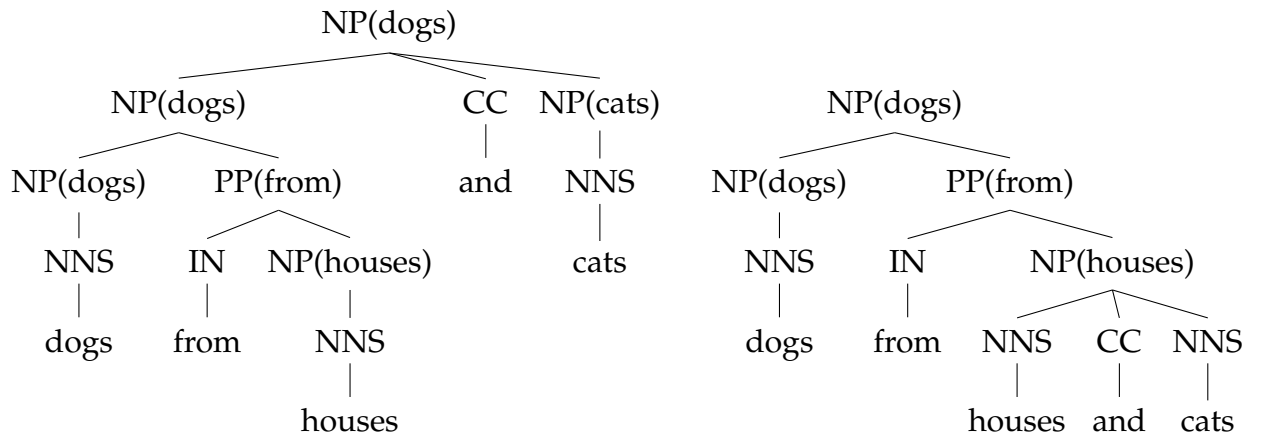 NP(dogs)
NP(dogs) CC NP(cats) NP(dogs)
NP(dogs) PP(from) and NNS NP(dogs) PP(from)
NNS IN NP(houses) cats NNS IN NP(houses)
dogs from NNS dogs from NNS CC NNS
houses houses and cats